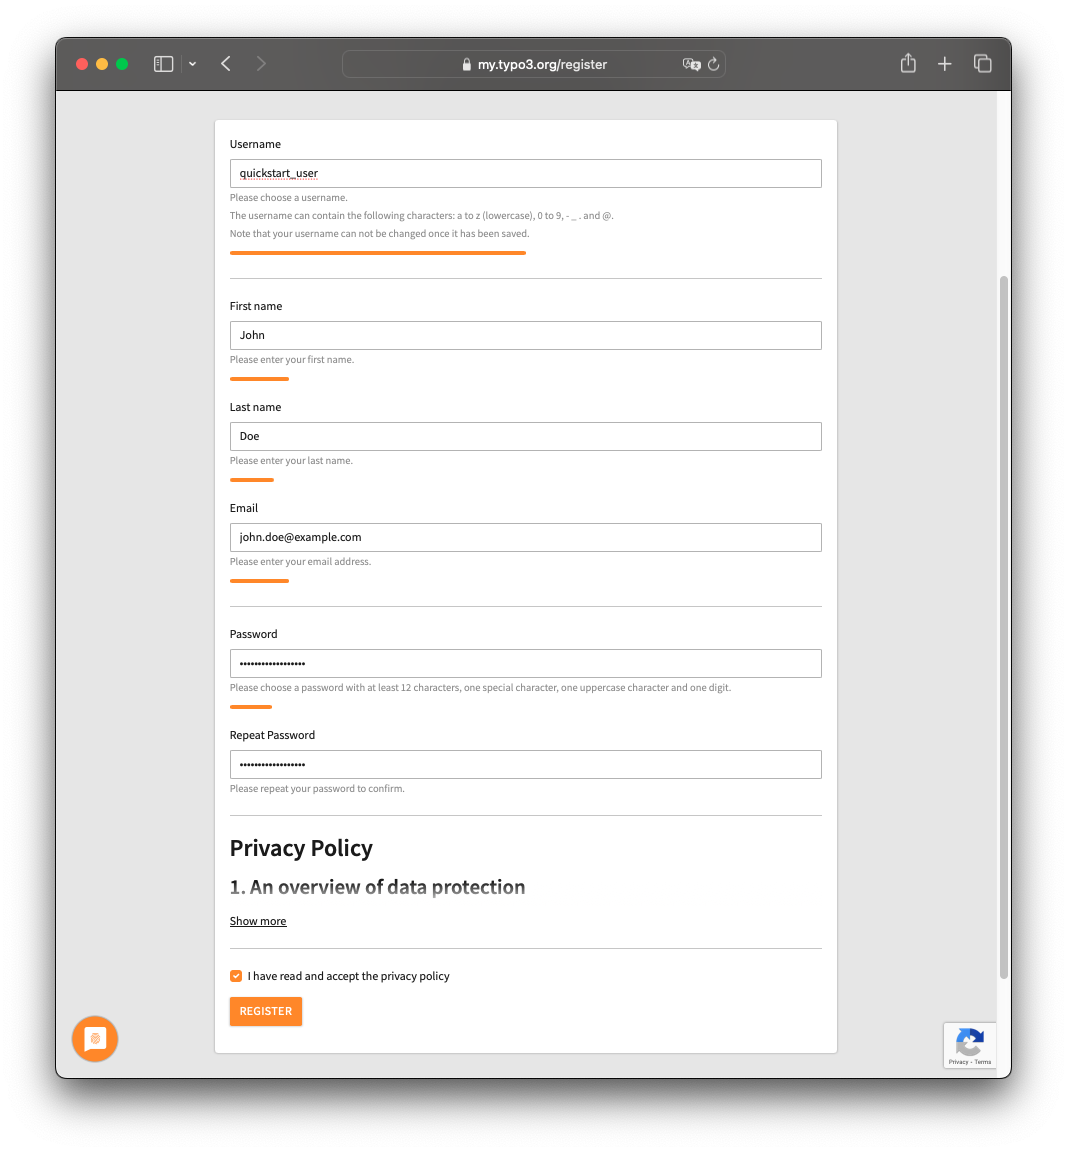 my.typo3.org/register
Username
quickstart_user
Please choose a username.
The username can contain the following characters: a to z (lowercase), 0 to 9, - _ . and @.
Note that your username can not be changed once it has been saved.
First name
John
Please enter your first name.
Last name
Doe
Please enter your last name.
Email
john.doe@example.com
Please enter your email address.
Password
••••••••••••••••••
Please choose a password with at least 12 characters, one special character, one uppercase character and one digit.
Repeat Password
••••••••••••••••••
Please repeat your password to confirm.
Privacy Policy
1. An overview of data protection
Show more
I have read and accept the privacy policy
REGISTER
Privacy - Terms